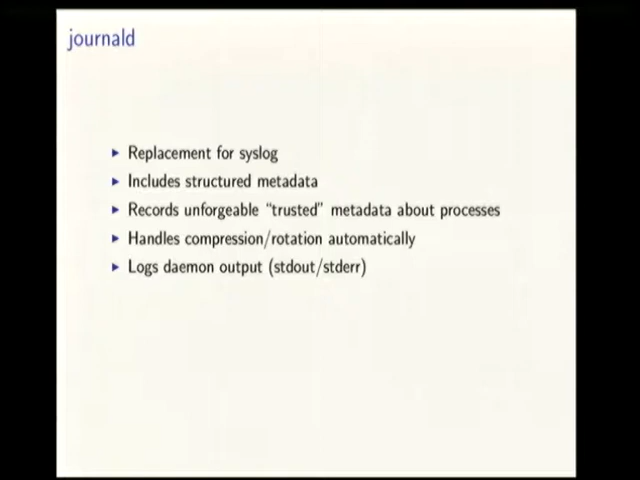 journald
Replacement for syslog
Includes structured metadata
Records unforgeable “trusted” metadata about processes
Handles compression/rotation automatically
Logs daemon output (stdout/stderr)